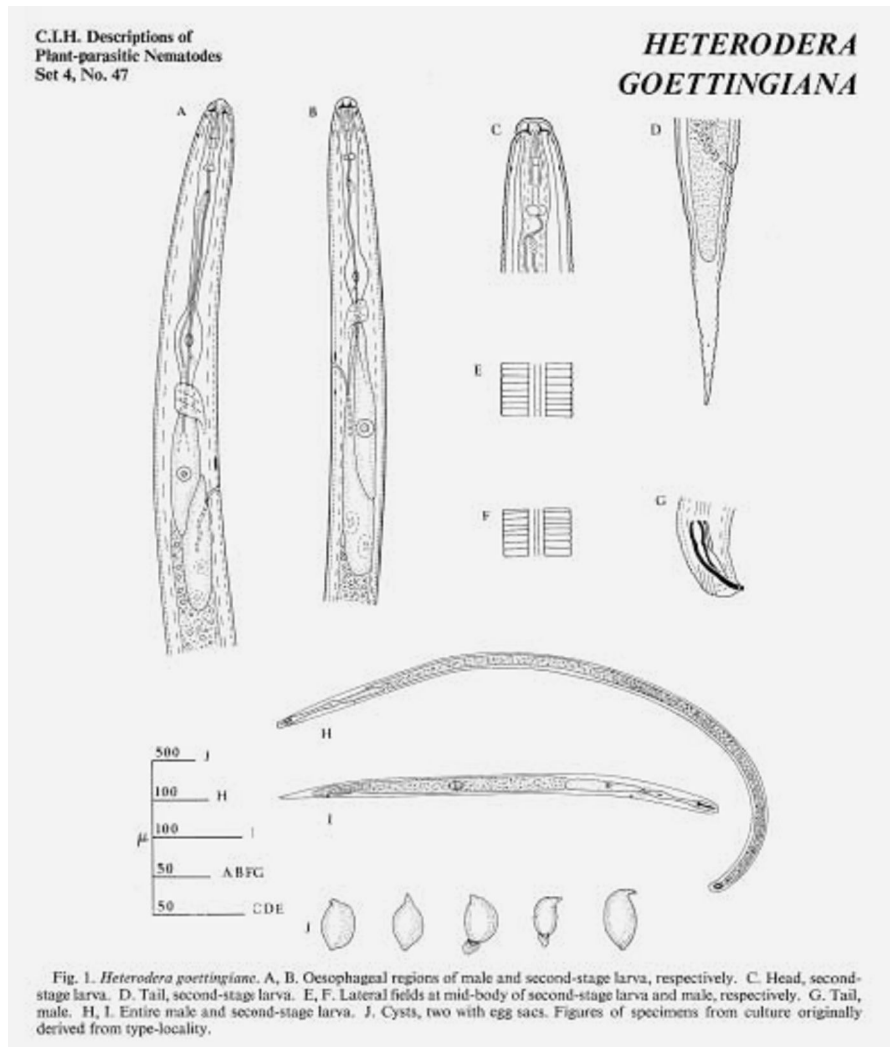 C.I.H. Descriptions of
Plant-parasitic Nematodes
Set 4, No. 47
HETERODERA
GOETTINGIANA
A
B
C
D
E
F
G
H
I
500 J
100 H
μ 100 I
50 ABFG
50 CDE
J
Fig. 1. Heterodera goettingiane. A, B. Oesophageal regions of male and second-stage larva, respectively. C. Head, second-
stage larva. D. Tail, second-stage larva. E, F. Lateral fields at mid-body of second-stage larva and male, respectively. G. Tail,
male. H, I. Entire male and second-stage larva. J. Cysts, two with egg sacs. Figures of specimens from culture originally
derived from type-locality.